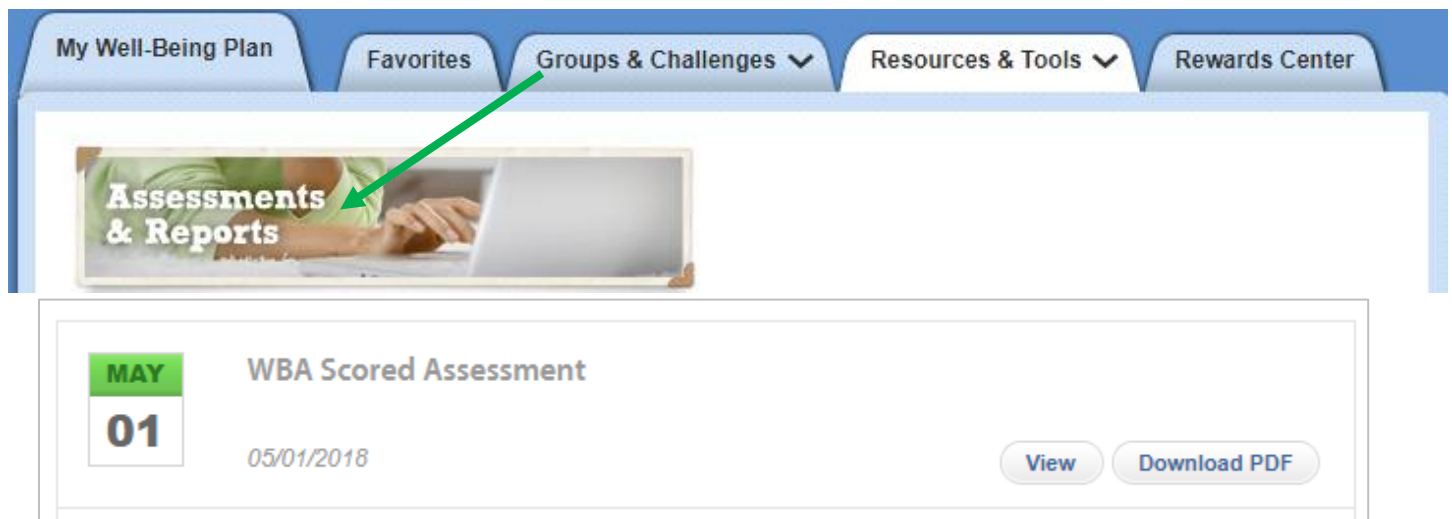 My Well-Being Plan Favorites Groups & Challenges Resources & Tools Rewards Center
Assessments
& Reports
MAY
01
WBA Scored Assessment
05/01/2018
View Download PDF